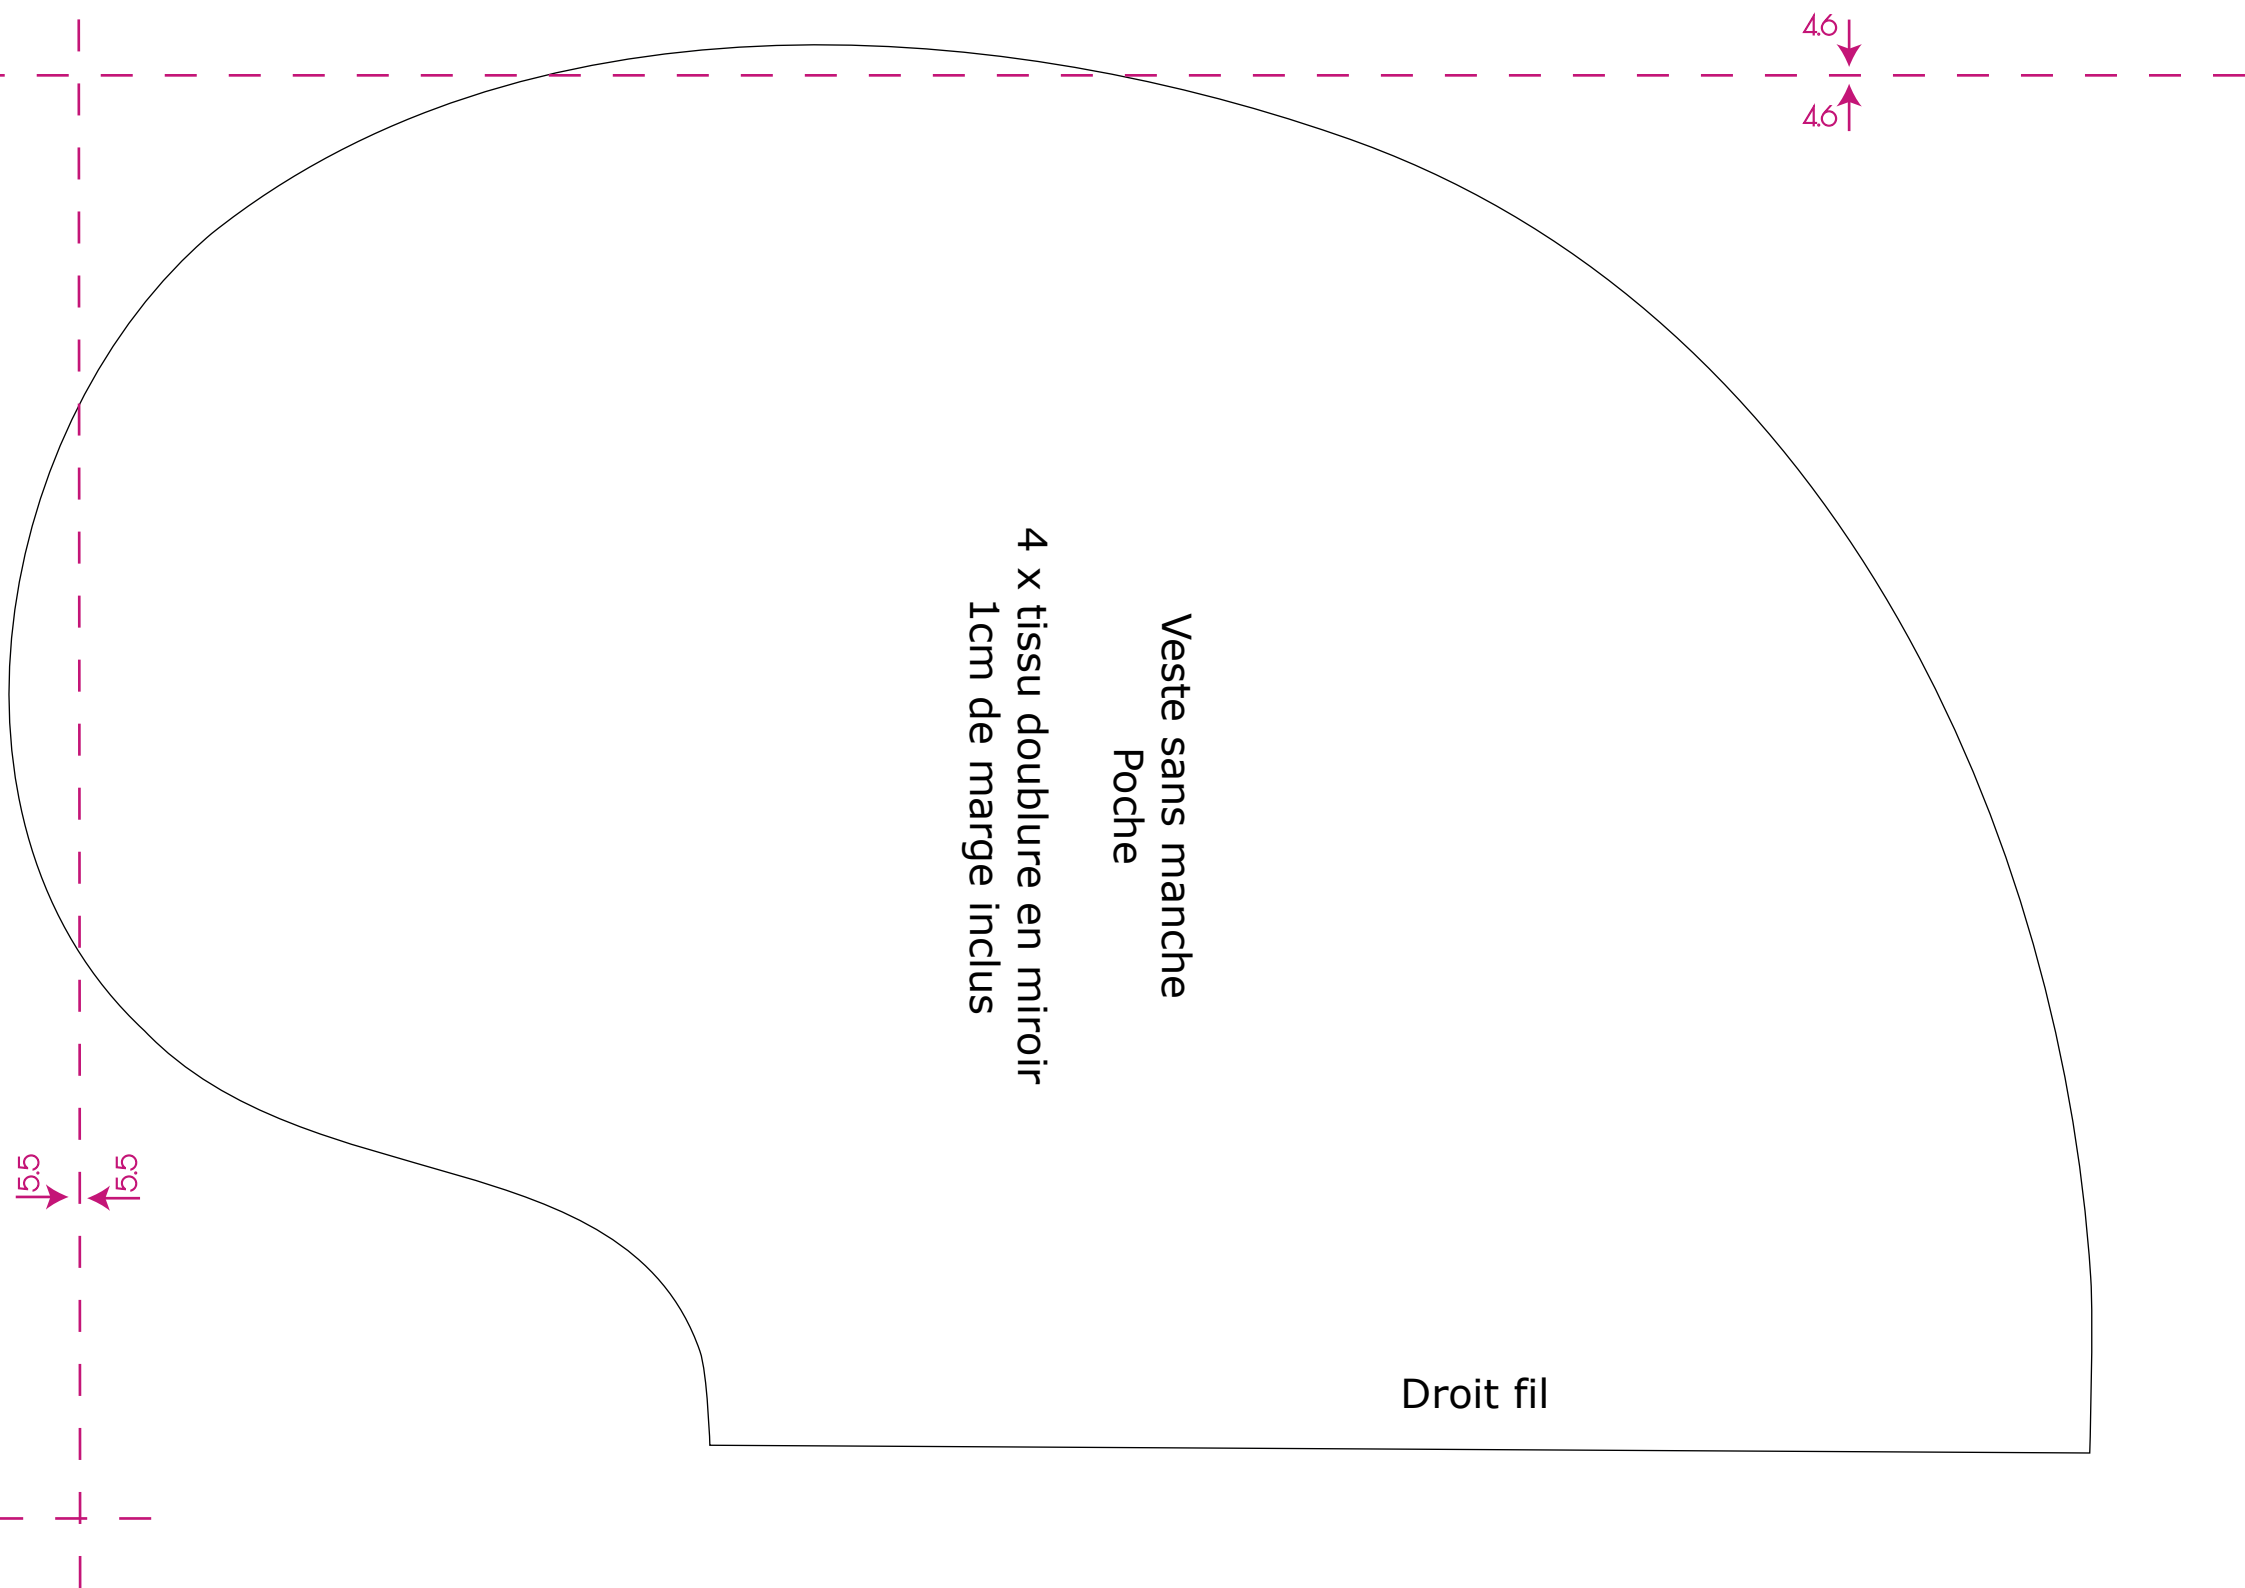 4.6
4.6
Veste sans manche
Poche
4 x tissu doublure en miroir
1cm de marge inclus
5.5
5.5
Droit fil